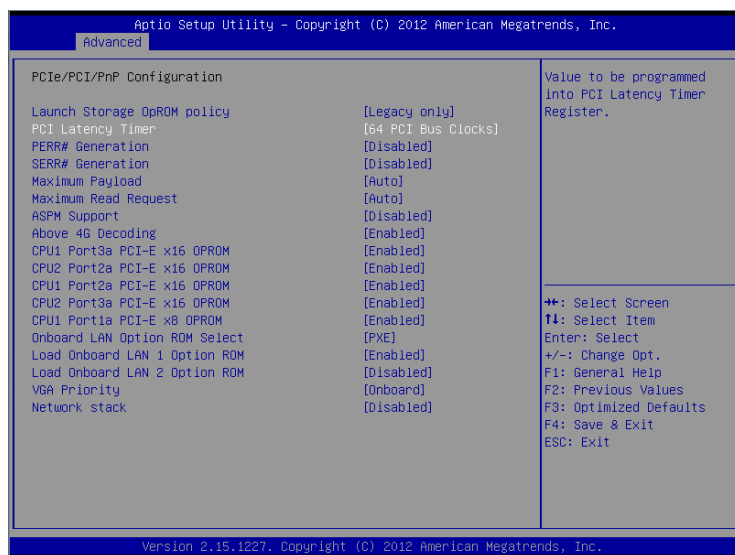 Aptio Setup Utility – Copyright (C) 2012 American Megatrends, Inc.
Advanced
PCIe/PCI/PnP Configuration
Launch Storage OpROM policy [Legacy only]
PCI Latency Timer [64 PCI Bus Clocks]
PERR# Generation [Disabled]
SERR# Generation [Disabled]
Maximum Payload [Auto]
Maximum Read Request [Auto]
ASPM Support [Disabled]
Above 4G Decoding [Enabled]
CPU1 Port3a PCI-E x16 OPROM [Enabled]
CPU2 Port2a PCI-E x16 OPROM [Enabled]
CPU1 Port2a PCI-E x16 OPROM [Enabled]
CPU2 Port3a PCI-E x16 OPROM [Enabled]
CPU1 Port1a PCI-E x8 OPROM [Enabled]
Onboard LAN Option ROM Select [PXE]
Load Onboard LAN 1 Option ROM [Enabled]
Load Onboard LAN 2 Option ROM [Disabled]
VGA Priority [Onboard]
Network stack [Disabled]
Value to be programmed
into PCI Latency Timer
Register.
→←: Select Screen
↑↓: Select Item
Enter: Select
+/-: Change Opt.
F1: General Help
F2: Previous Values
F3: Optimized Defaults
F4: Save & Exit
ESC: Exit
Version 2.15.1227. Copyright (C) 2012 American Megatrends, Inc.